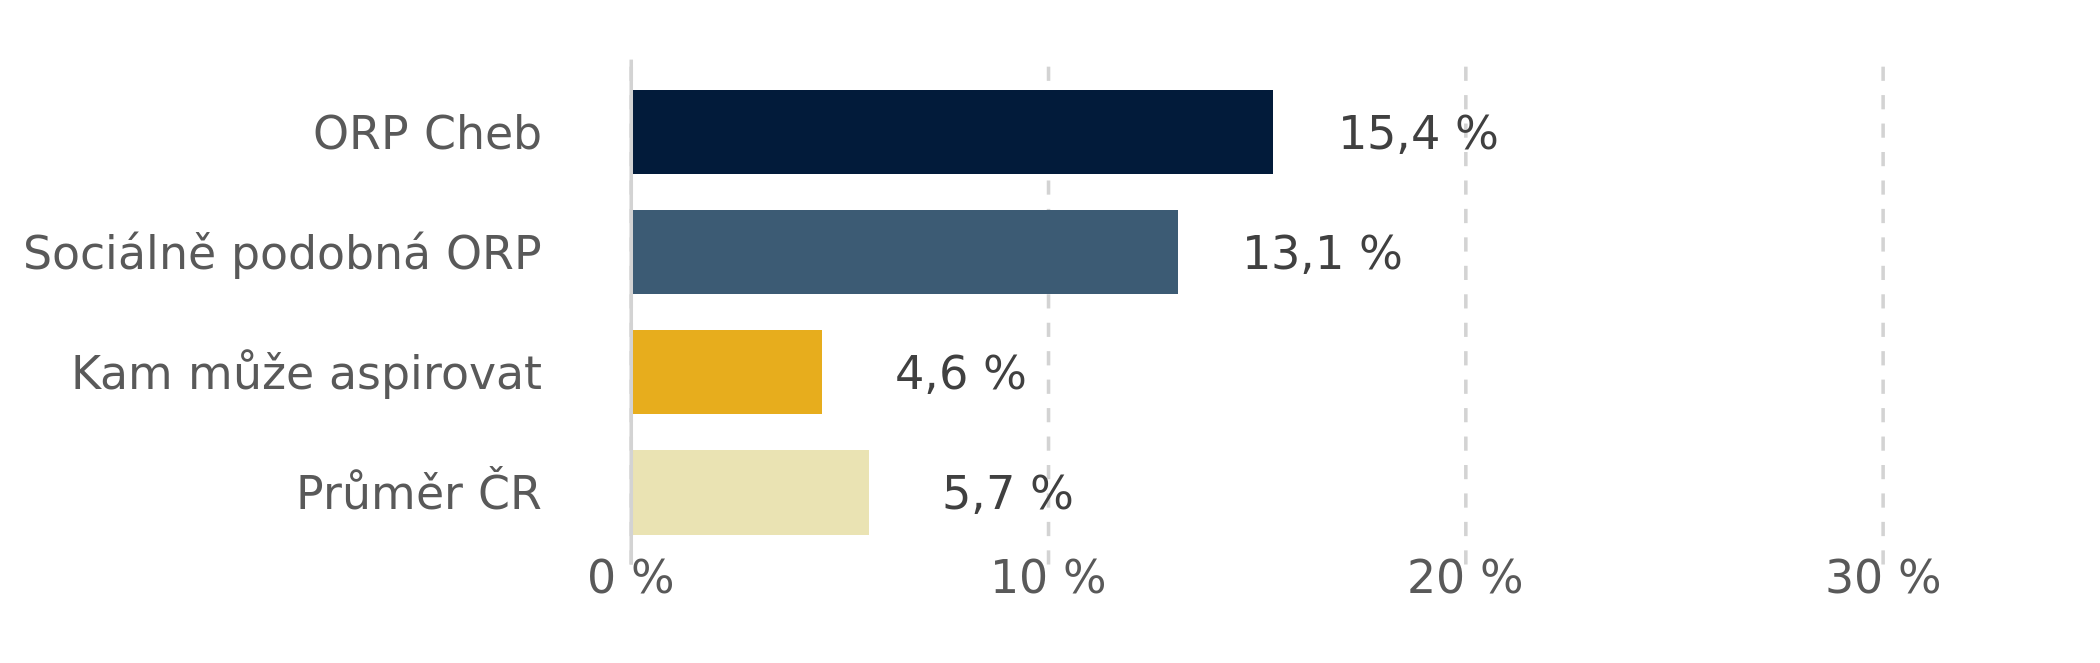 ORP Cheb 15,4 %
Sociálně podobná ORP 13,1 %
Kam může aspirovat 4,6 %
Průměr ČR 5,7 %
0 % 10 % 20 % 30 %